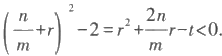 (n/m + r)² − 2 = r² + 2n/m r − t < 0.